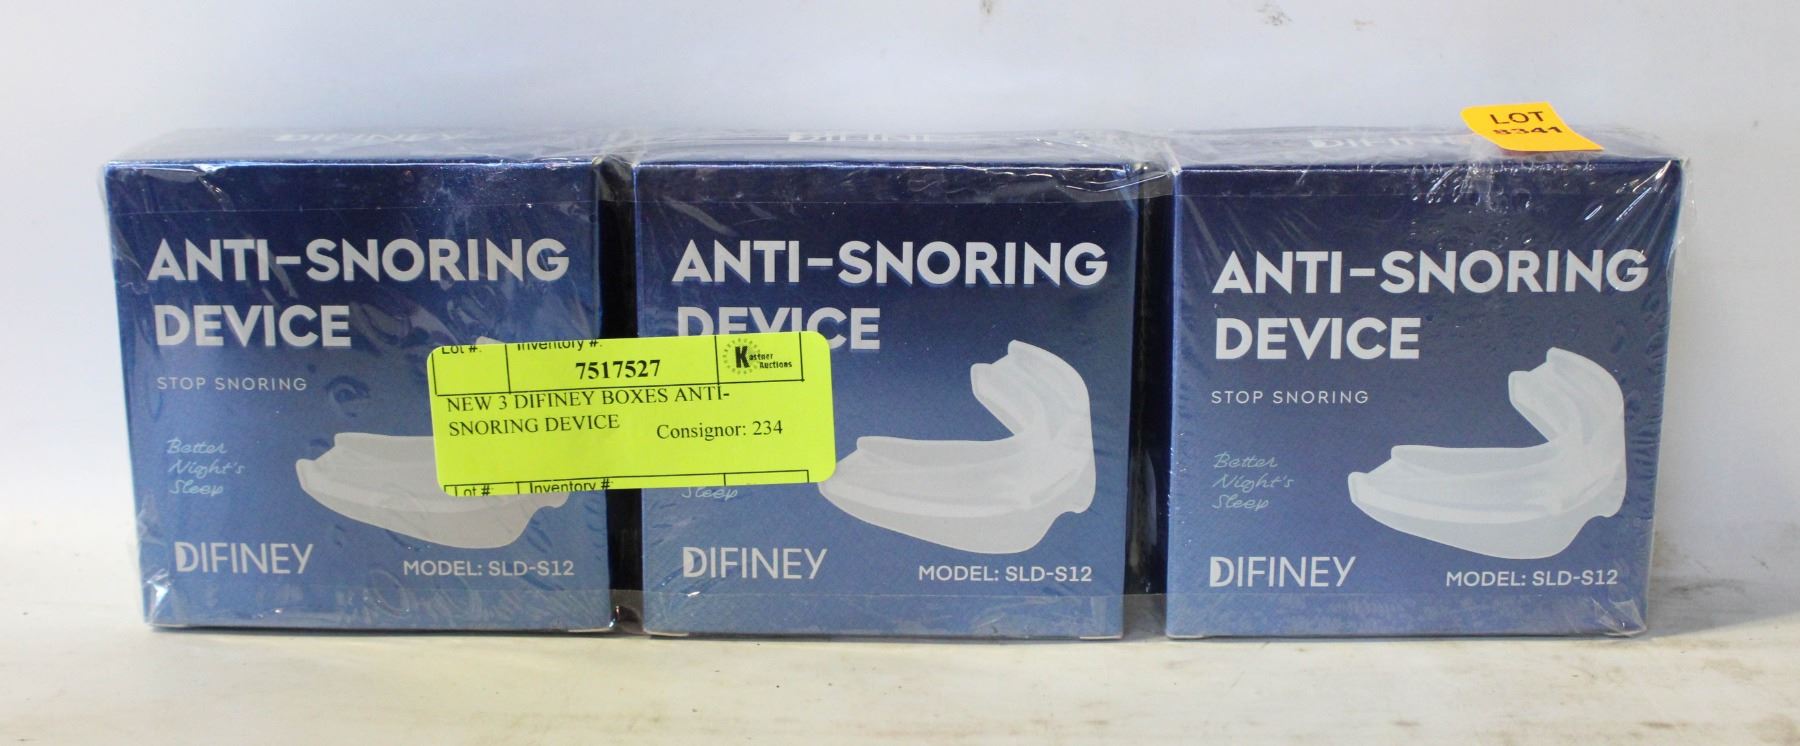 DIFINEY
DIFINEY
LOT
8341
ANTI-SNORING
DEVICE
STOP SNORING
Better
Night's
Sleep
DIFINEY
MODEL: SLD-S12
Lot #: Inventory #:
7517527
Kastner
Auctions
NEW 3 DIFINEY BOXES ANTI-
SNORING DEVICE
Consignor: 234
Lot #: Inventory #:
ANTI-SNORING
DEVICE
Sleep
DIFINEY
MODEL: SLD-S12
ANTI-SNORING
DEVICE
STOP SNORING
Better
Night's
Sleep
DIFINEY
MODEL: SLD-S12